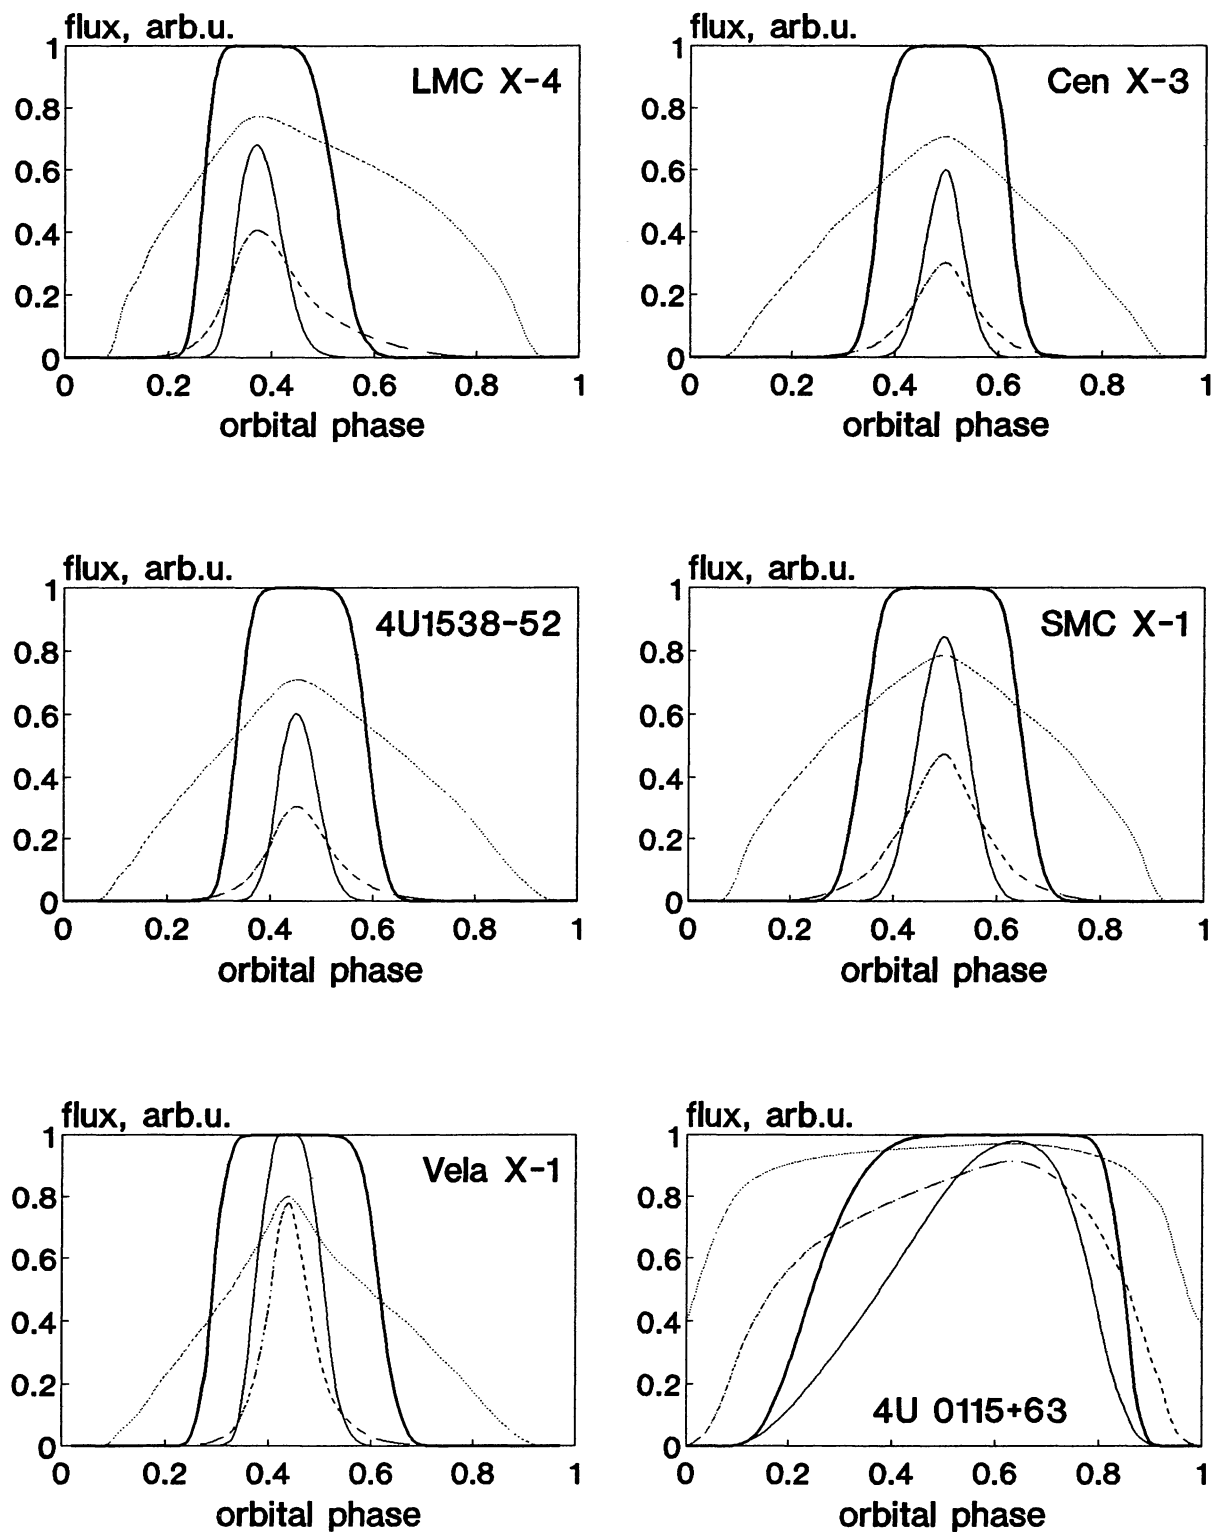 flux, arb.u.
LMC X-4
1
0.8
0.6
0.4
0.2
0
0 0.2 0.4 0.6 0.8 1
orbital phase
flux, arb.u.
Cen X-3
1
0.8
0.6
0.4
0.2
0
0 0.2 0.4 0.6 0.8 1
orbital phase
flux, arb.u.
4U1538-52
1
0.8
0.6
0.4
0.2
0
0 0.2 0.4 0.6 0.8 1
orbital phase
flux, arb.u.
SMC X-1
1
0.8
0.6
0.4
0.2
0
0 0.2 0.4 0.6 0.8 1
orbital phase
flux, arb.u.
Vela X-1
1
0.8
0.6
0.4
0.2
0
0 0.2 0.4 0.6 0.8 1
orbital phase
flux, arb.u.
1
0.8
0.6
0.4
0.2
0
4U 0115+63
0 0.2 0.4 0.6 0.8 1
orbital phase